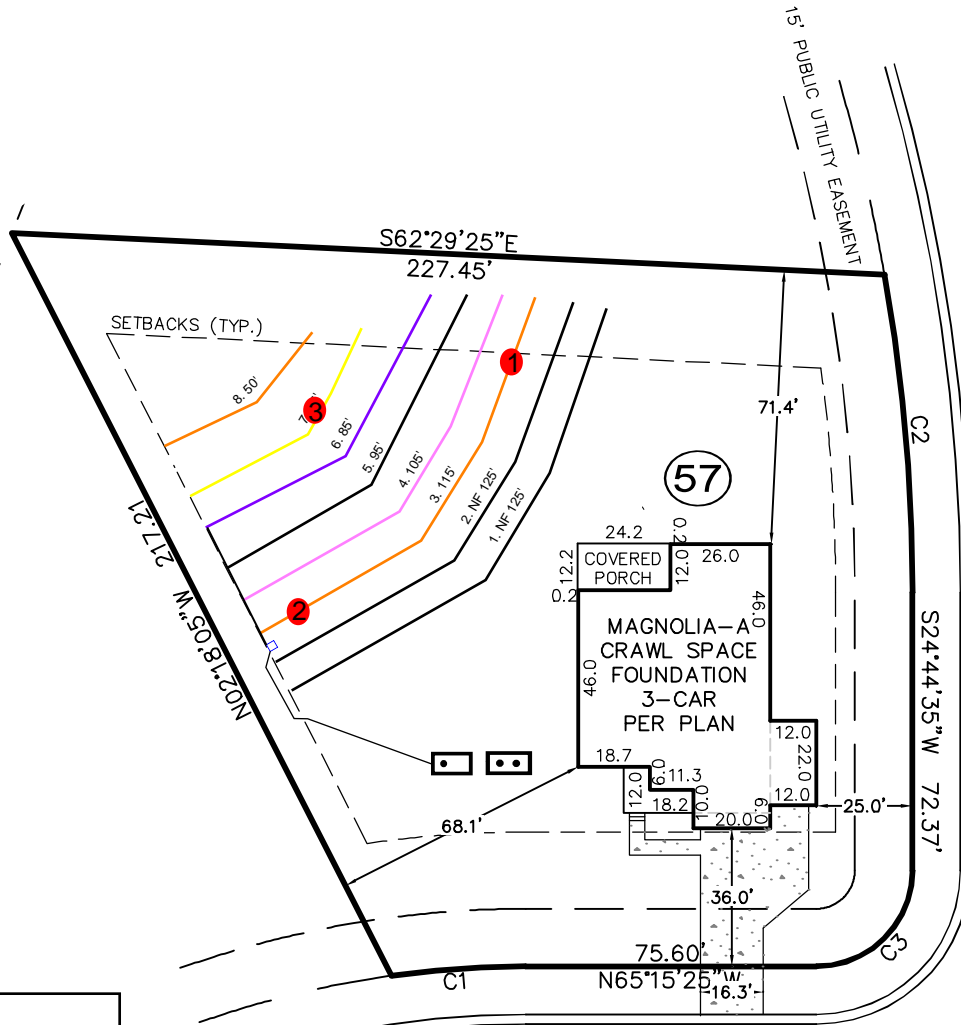 15' PUBLIC UTILITY EASEMENT
S62°29'25"E
227.45'
SETBACKS (TYP.)
1
3
2
8. 50'
6. 85'
5. 95'
4. 105'
3. 115'
2. NF 125'
1. NF 125'
71.4'
C2
57
24.2
0.2
12.2
COVERED
PORCH
12.0
26.0
0.2
46.0
46.0
MAGNOLIA-A
CRAWL SPACE
FOUNDATION
3-CAR
PER PLAN
217.21
N02°18'05"W
S24°44'35"W 72.37'
12.0
22.0
12.0
18.7
6.0
11.3
12.0
18.2
10.0
20.0
6.0
25.0'
68.1'
36.0'
75.60'
N65°15'25"W
16.3'
C1
C3